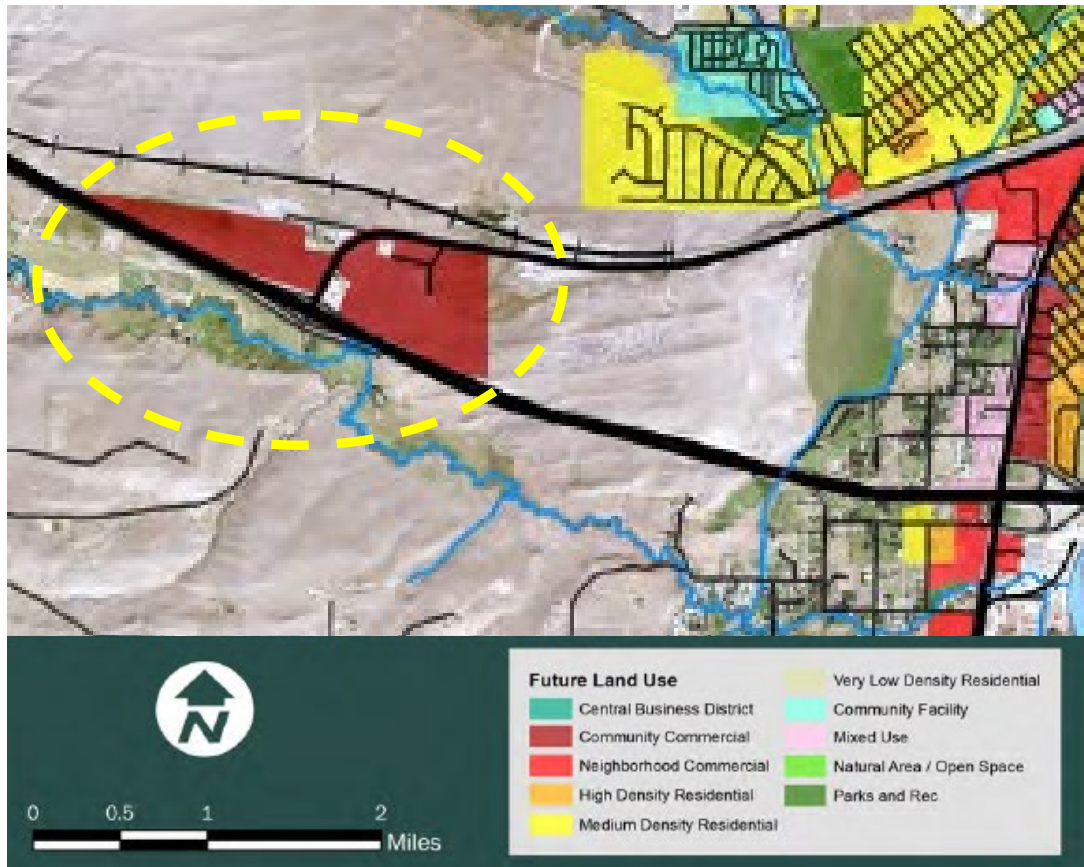 N
0 0.5 1 2
Miles
Future Land Use
Central Business District
Community Commercial
Neighborhood Commercial
High Density Residential
Medium Density Residential
Very Low Density Residential
Community Facility
Mixed Use
Natural Area / Open Space
Parks and Rec